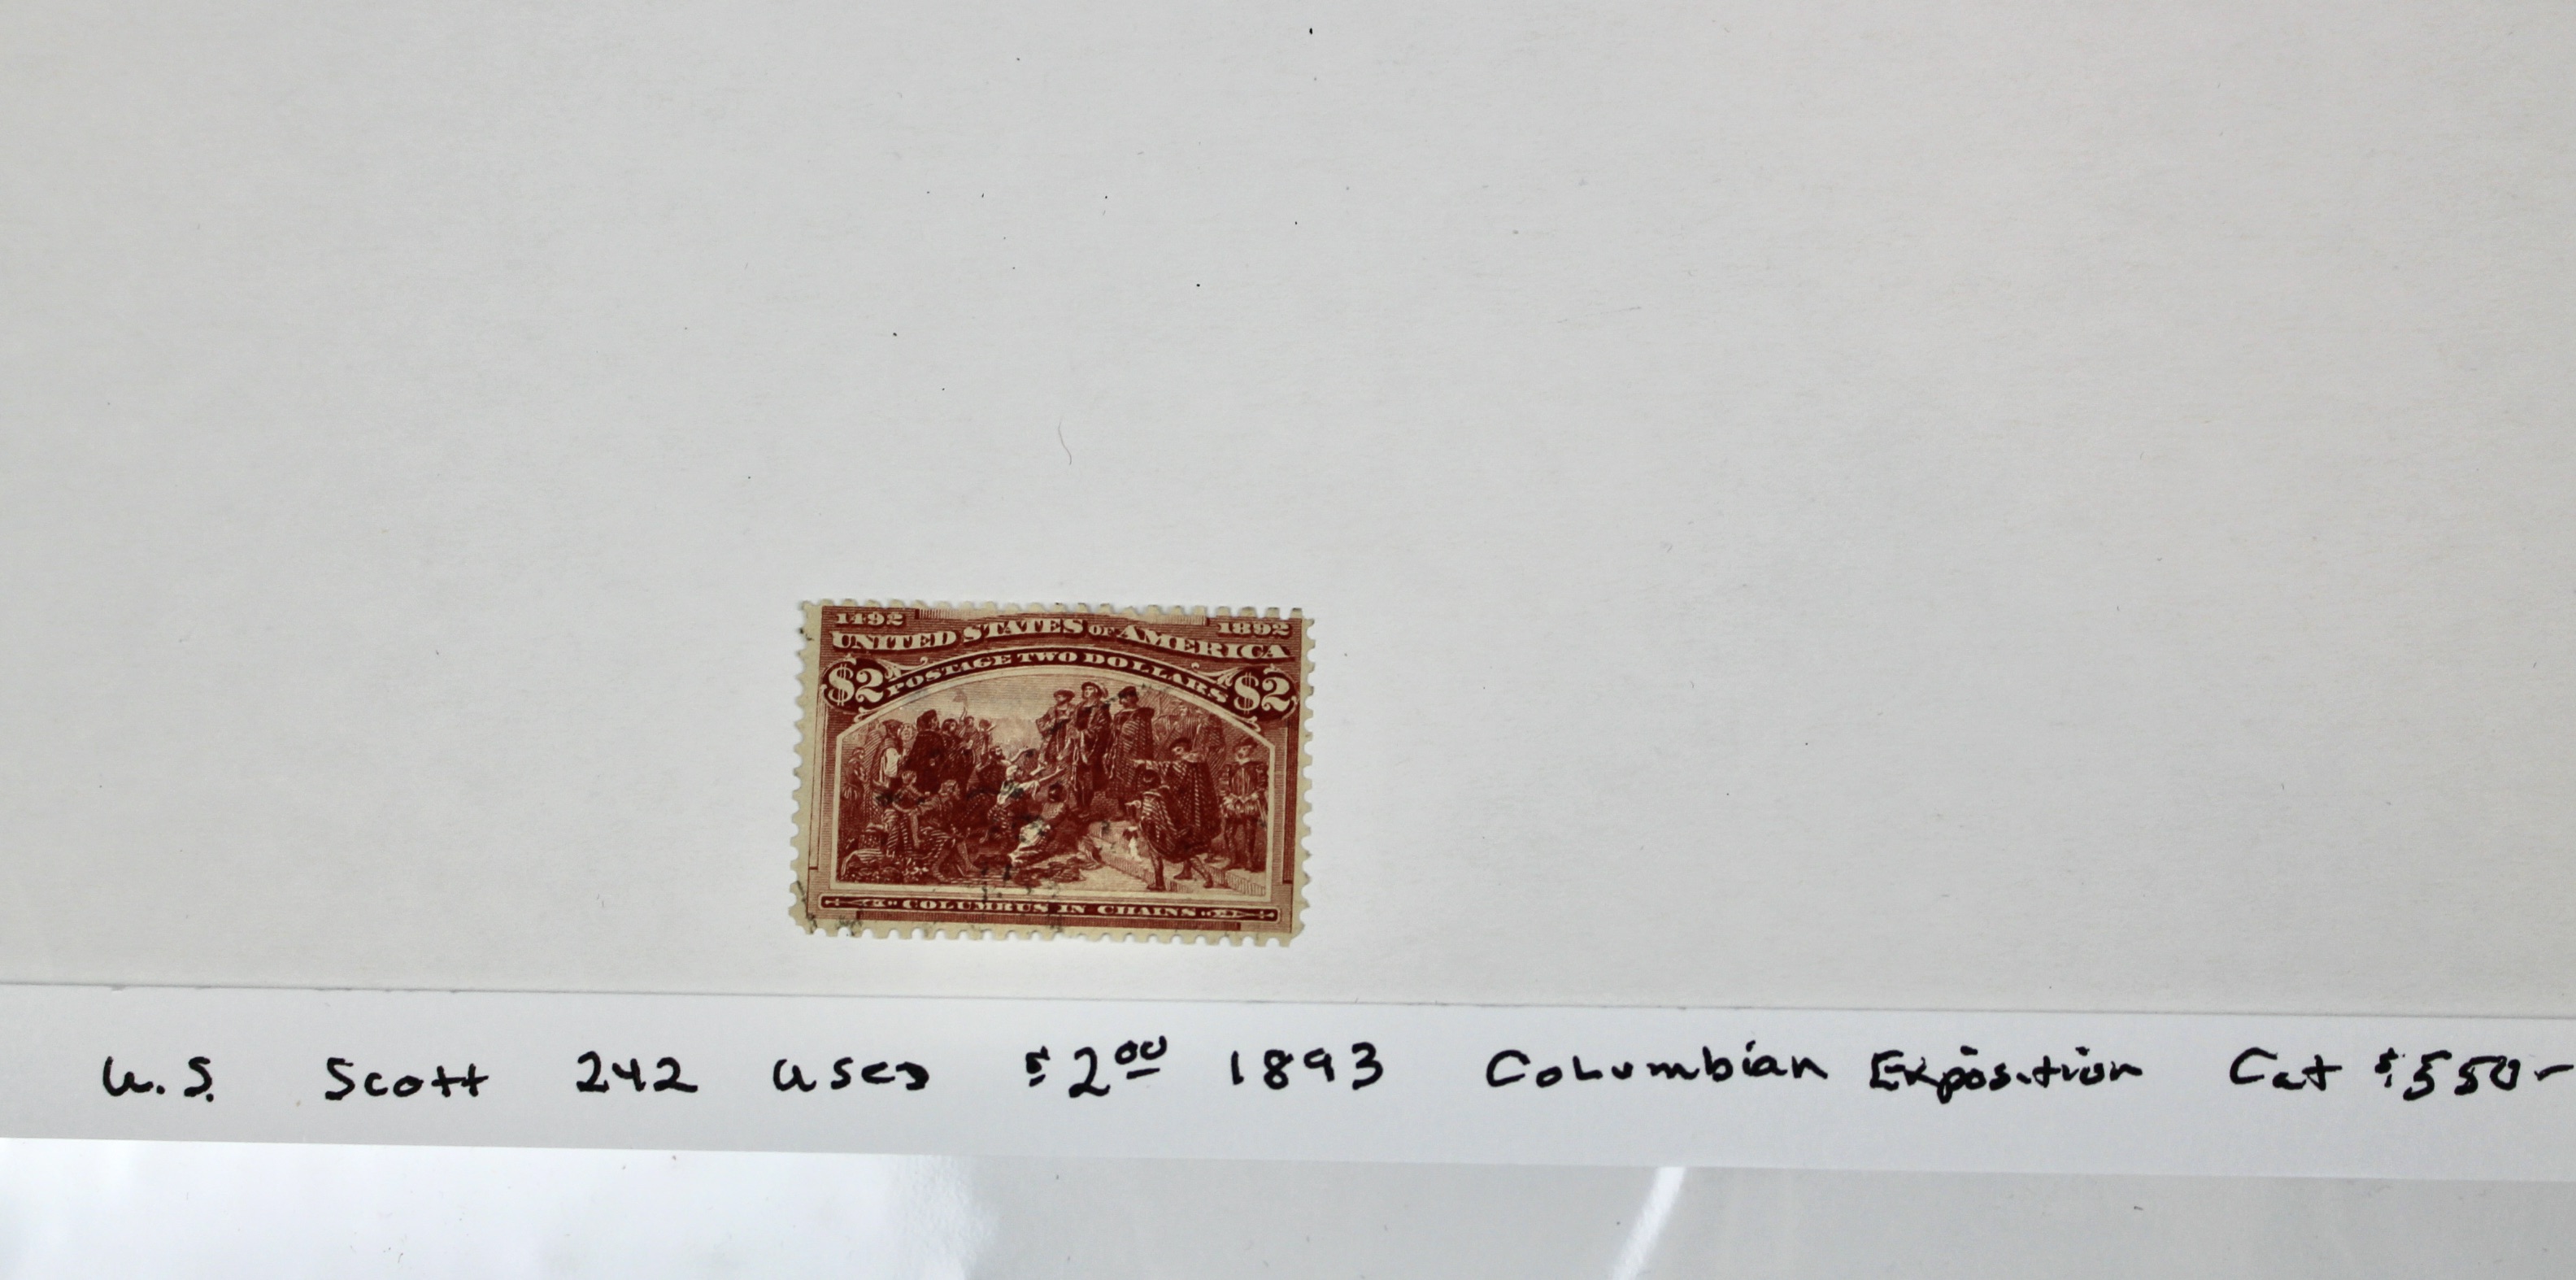 1492 1892
UNITED STATES OF AMERICA
$2 POSTAGE TWO DOLLARS $2
"COLUMBUS IN CHAINS"
U.S. Scott 242 used $2.00 1893 Columbian Exposition Cat $550-